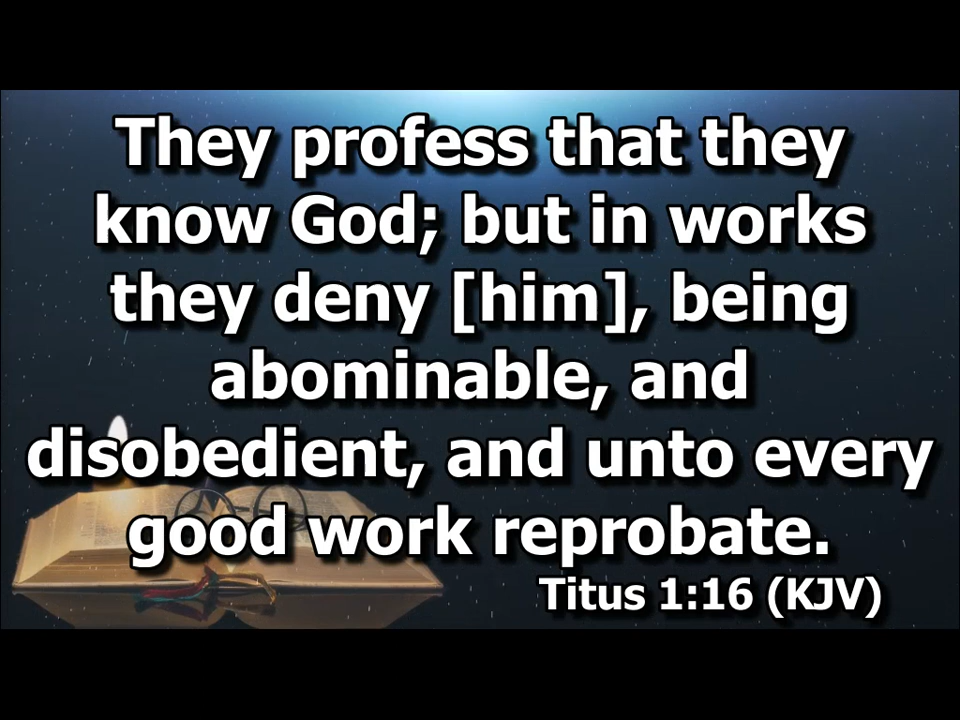 They profess that they
know God; but in works
they deny [him], being
abominable, and
disobedient, and unto every
good work reprobate.
Titus 1:16 (KJV)